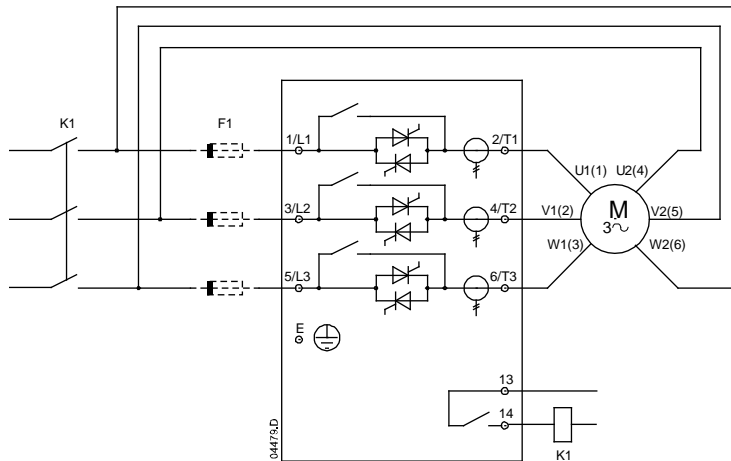 K1
F1
1/L1
2/T1
U1(1) U2(4)
3/L2
4/T2
V1(2)
M
3
V2(5)
W1(3)
W2(6)
5/L3
6/T3
E
13
14
K1
04479.D